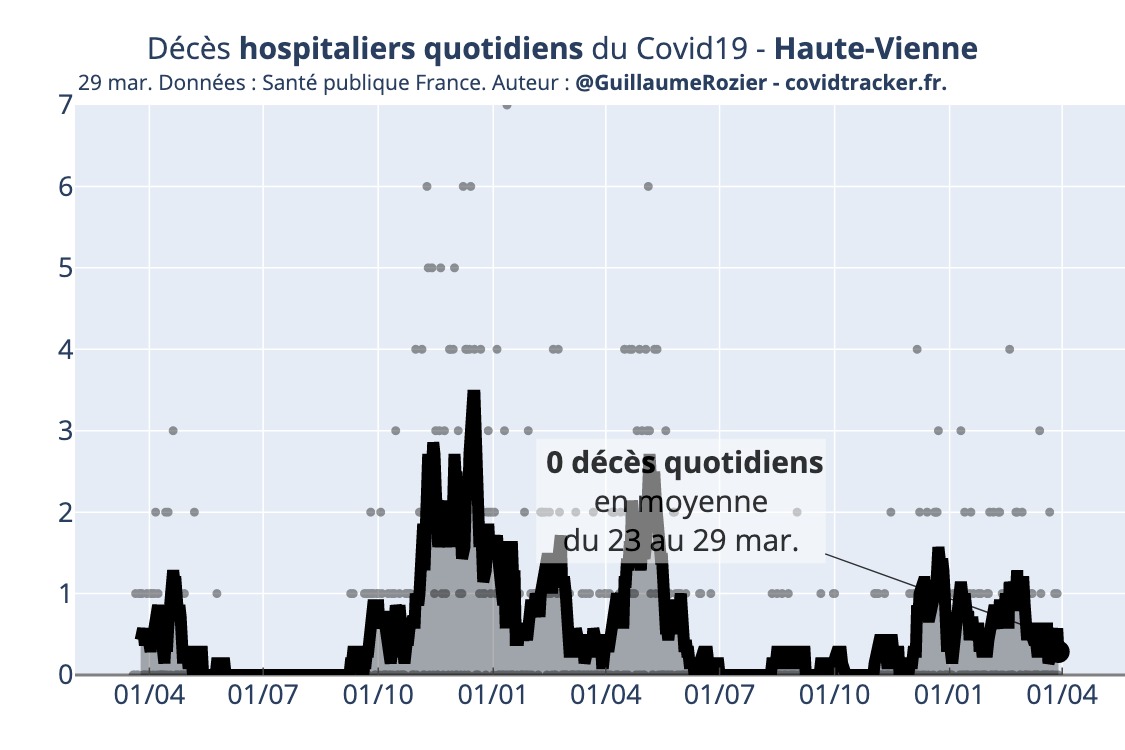 Décès hospitaliers quotidiens du Covid19 - Haute-Vienne
29 mar. Données : Santé publique France. Auteur : @GuillaumeRozier - covidtracker.fr.
7
6
5
4
3
0 décès quotidiens
en moyenne
2
du 23 au 29 mar.
1
0
01/04 01/07 01/10 01/01 01/04 01/07 01/10 01/01 01/04